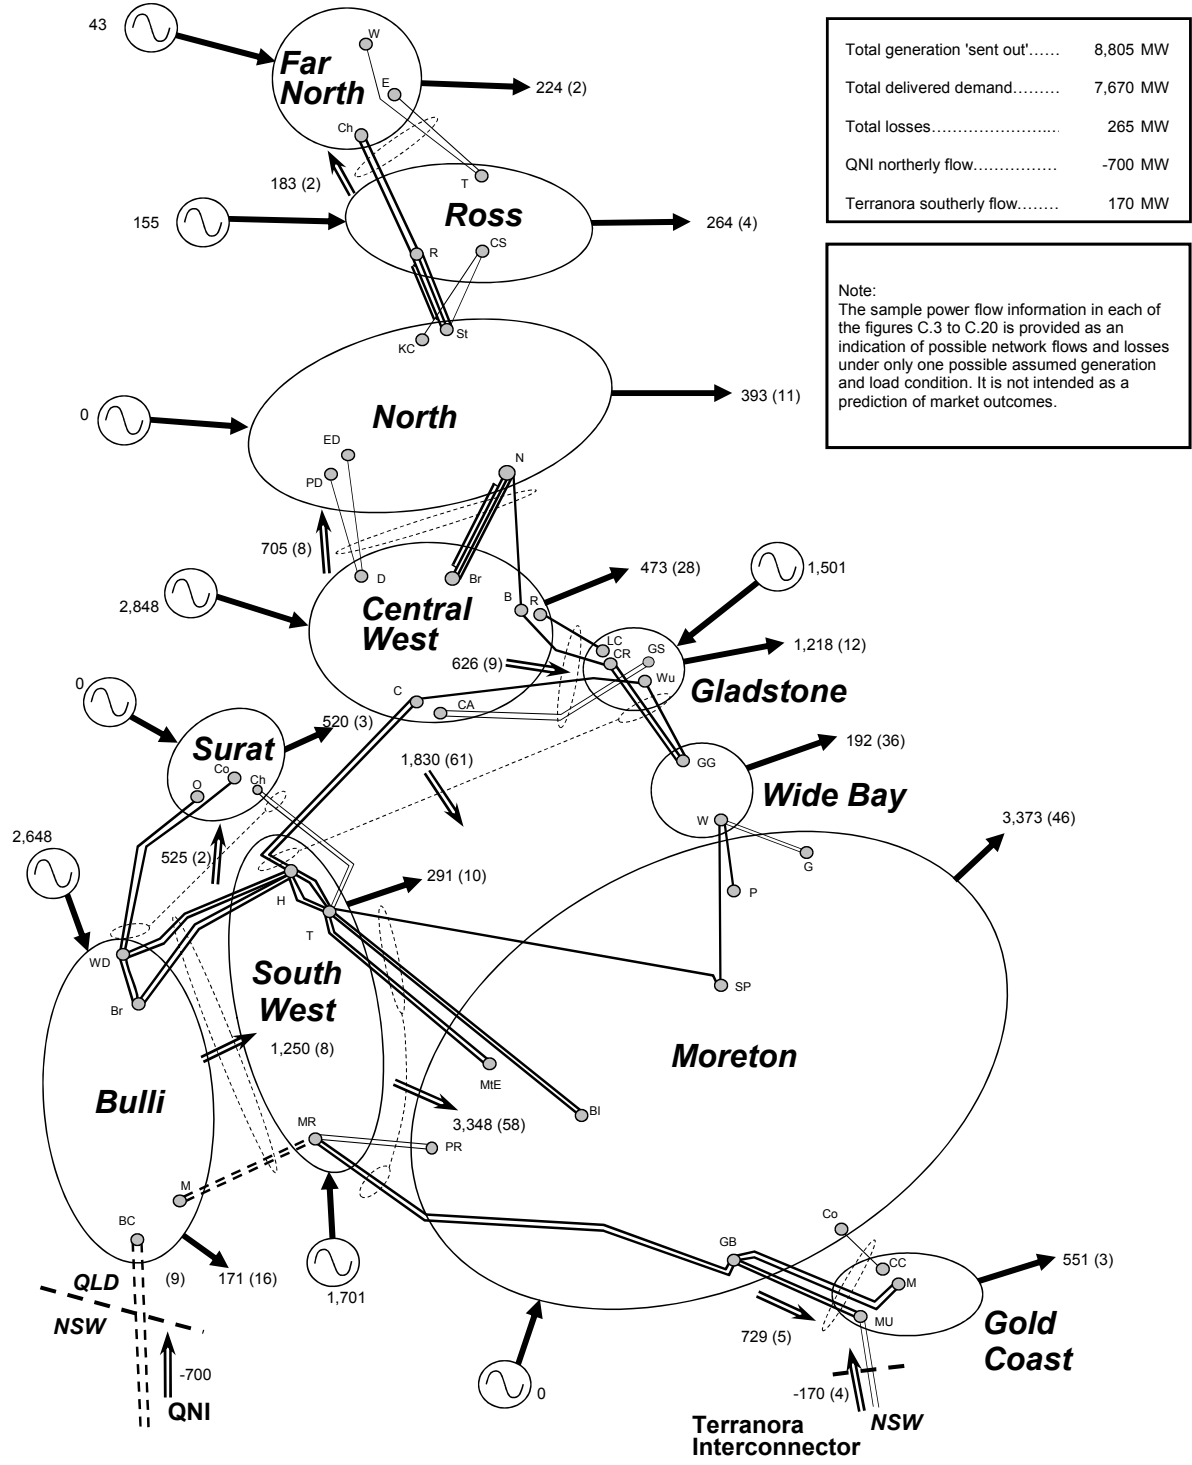 43
W
Far
North
E
224 (2)
Ch
183 (2)
T
155
Ross
264 (4)
CS
R
St
KC
0
North
393 (11)
ED
PD
N
705 (8)
D
Br
2,848
Central
West
B
R
473 (28)
1,501
LC
CR
GS
Wu
1,218 (12)
626 (9)
Gladstone
C
CA
0
Surat
520 (3)
Co
Ch
O
1,830 (61)
GG
192 (36)
Wide Bay
W
G
P
3,373 (46)
2,648
525 (2)
H
T
291 (10)
WD
Br
South
West
1,250 (8)
SP
Moreton
MtE
BI
Bulli
MR
PR
3,348 (58)
M
BC
QLD
(9)
171 (16)
NSW
1,701
-700
QNI
Co
GB
CC
M
MU
551 (3)
Gold
Coast
729 (5)
0
-170 (4)
NSW
Terranora
Interconnector
Total generation 'sent out'...... 8,805 MW
Total delivered demand......... 7,670 MW
Total losses........................ 265 MW
QNI northerly flow............... -700 MW
Terranora southerly flow........ 170 MW
Note:
The sample power flow information in each of
the figures C.3 to C.20 is provided as an
indication of possible network flows and losses
under only one possible assumed generation
and load condition. It is not intended as a
prediction of market outcomes.